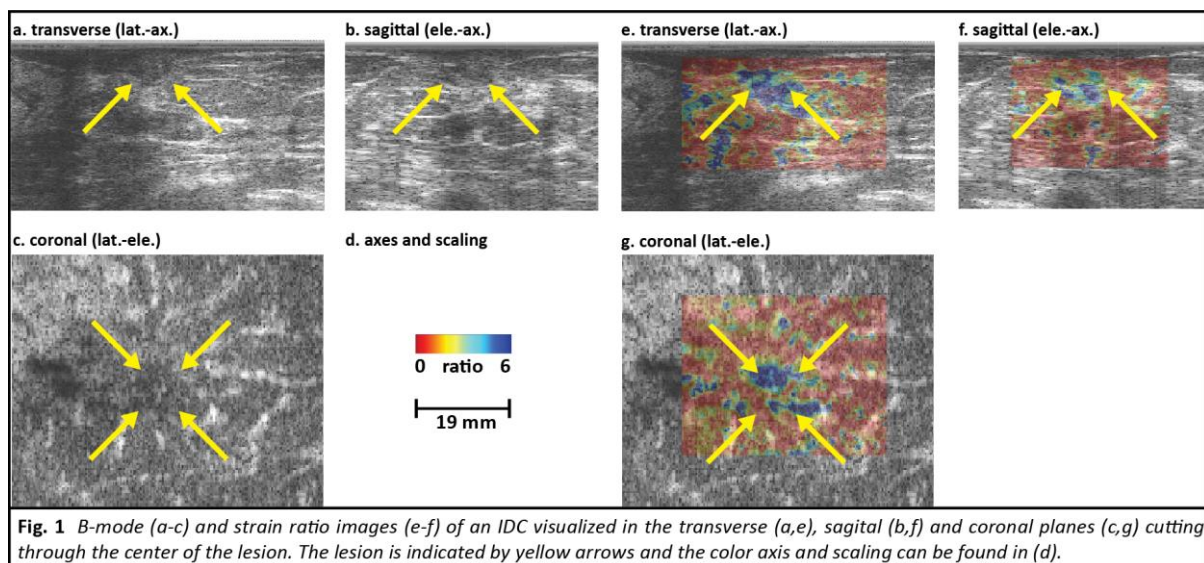 a. transverse (lat.-ax.)
b. sagittal (ele.-ax.)
e. transverse (lat.-ax.)
f. sagittal (ele.-ax.)
c. coronal (lat.-ele.)
d. axes and scaling
g. coronal (lat.-ele.)
0 ratio 6
19 mm
Fig. 1 B-mode (a-c) and strain ratio images (e-f) of an IDC visualized in the transverse (a,e), sagital (b,f) and coronal planes (c,g) cutting
through the center of the lesion. The lesion is indicated by yellow arrows and the color axis and scaling can be found in (d).